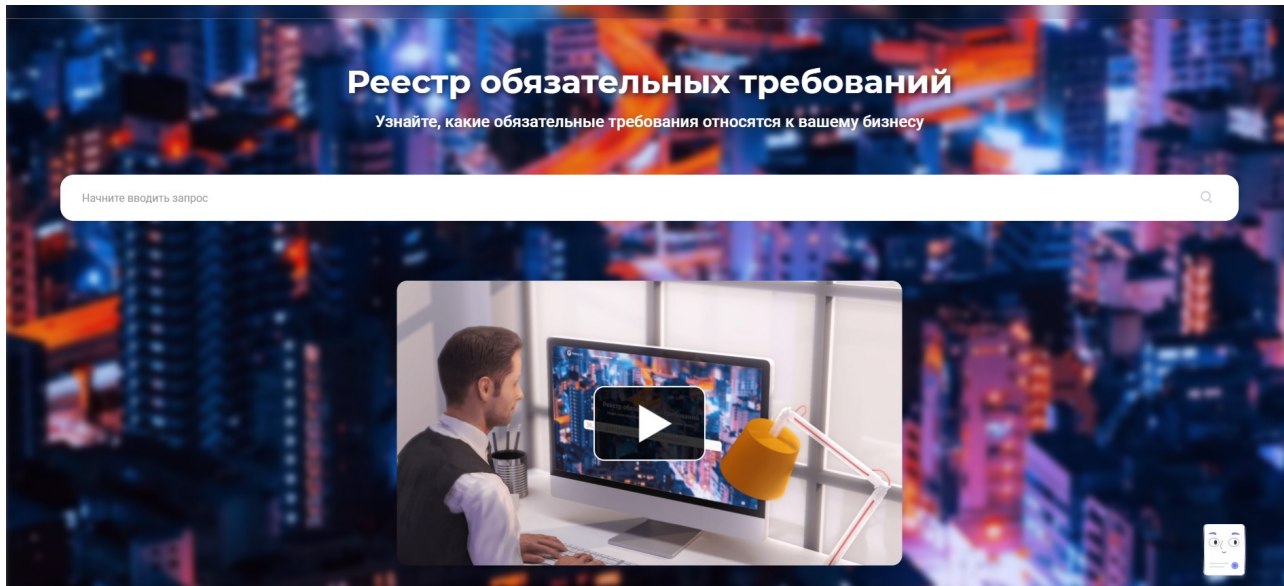 Реестр обязательных требований
Узнайте, какие обязательные требования относятся к вашему бизнесу
Начните вводить запрос